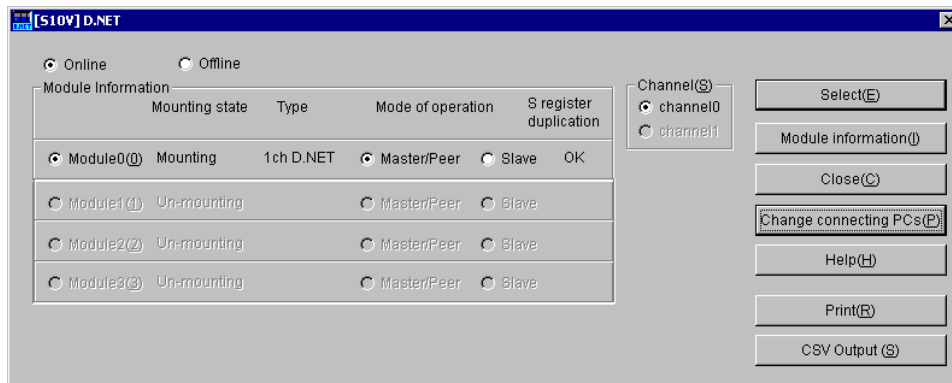 D.NET [S10V] D.NET
Online Offline
Module Information
Mounting state Type Mode of operation S register duplication
Module0(0) Mounting 1ch D.NET Master/Peer Slave OK
Module1(1) Un-mounting Master/Peer Slave
Module2(2) Un-mounting Master/Peer Slave
Module3(3) Un-mounting Master/Peer Slave
Channel(S)
channel0
channel1
Select(E)
Module information(I)
Close(C)
Change connecting PCs(P)
Help(H)
Print(R)
CSV Output (S)